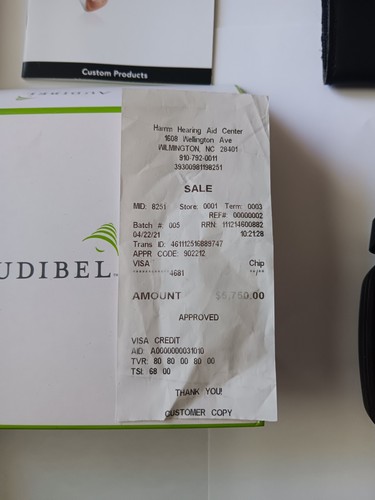 Custom Products
AUDIBEL
UDIBEL
Harm Hearing Aid Center
1608 Wellington Ave
WILMINGTON, NC 28401
910-792-0011
39300981198251
SALE
MID: 8251 Store: 0001 Term: 0003
REF#: 00000002
Batch #: 005 RRN: 111214600882
04/22/21 10:21:28
Trans ID: 461112516889747
APPR CODE: 902212
VISA Chip
************4681 **/**
AMOUNT $5,750.00
APPROVED
VISA CREDIT
AID: A0000000031010
TVR: 80 80 00 80 00
TSI: 68 00
THANK YOU!
CUSTOMER COPY